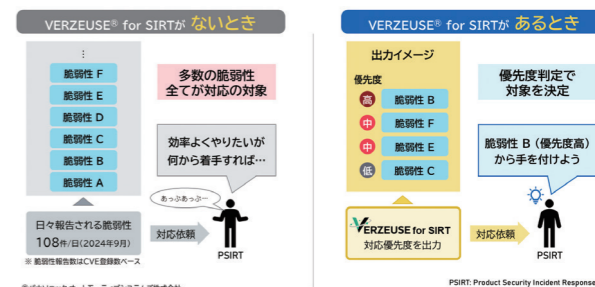 VERZEUSE® for SIRTが ないとき
⋮
脆弱性 F
脆弱性 E
脆弱性 D
脆弱性 C
脆弱性 B
脆弱性 A
日々報告される脆弱性
108件/日(2024年9月)
※ 脆弱性報告数はCVE登録数ベース
多数の脆弱性
全てが対応の対象
効率よくやりたいが
何から着手すれば…
あっぷあっぷ…
対応依頼
PSIRT
VERZEUSE® for SIRTが あるとき
出力イメージ
優先度
高 脆弱性 B
中 脆弱性 F
中 脆弱性 E
低 脆弱性 C
VERZEUSE for SIRT
対応優先度を出力
優先度判定で
対象を決定
脆弱性 B（優先度高）
から手を付けよう
対応依頼
PSIRT
PSIRT: Product Security Incident Response